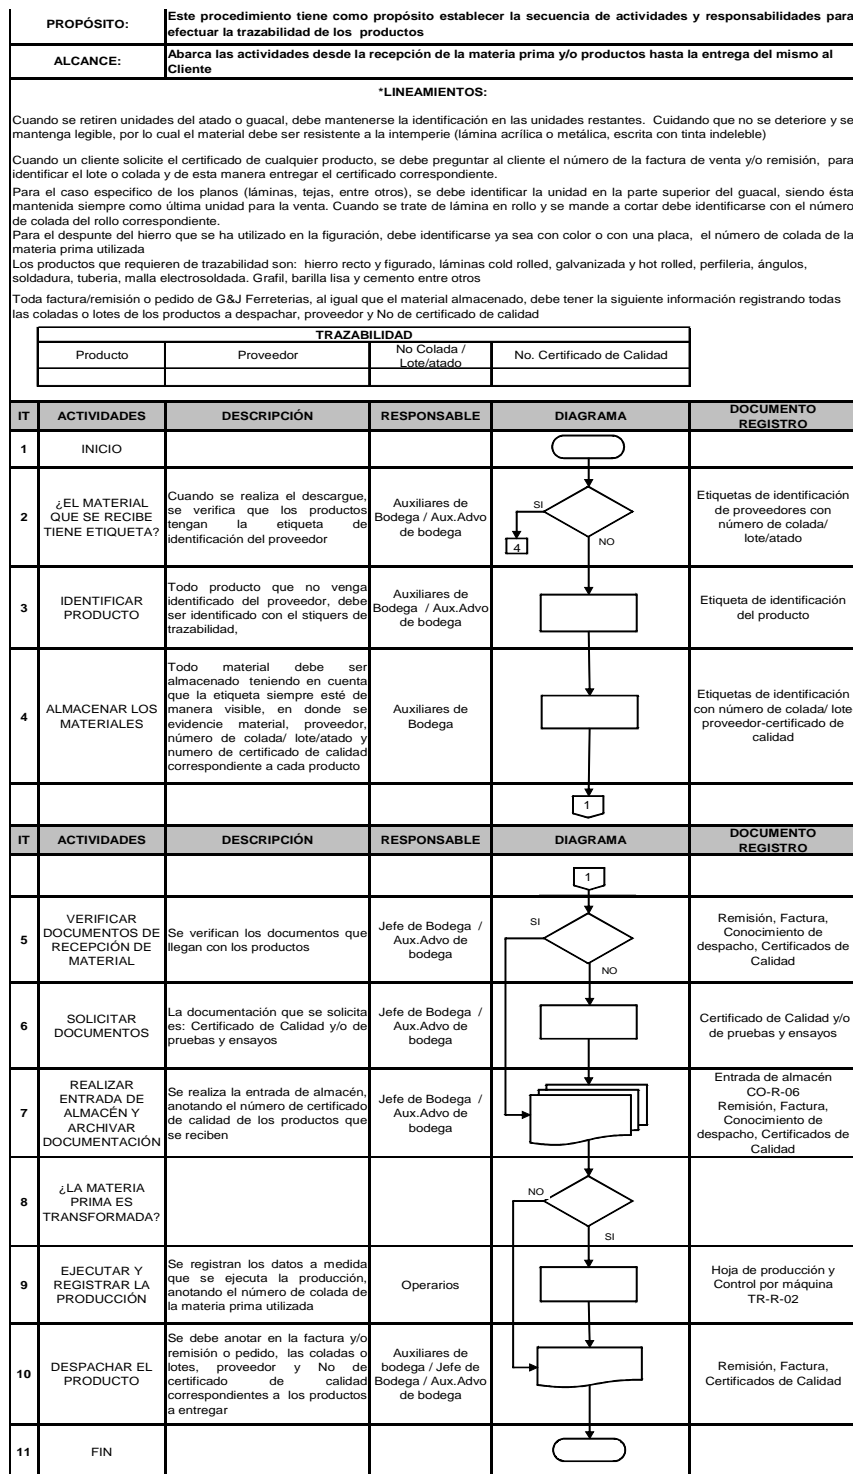 PROPÓSITO:
Este procedimiento tiene como propósito establecer la secuencia de actividades y responsabilidades para
efectuar la trazabilidad de los productos
ALCANCE:
Abarca las actividades desde la recepción de la materia prima y/o productos hasta la entrega del mismo al
Cliente
*LINEAMIENTOS:
Cuando se retiren unidades del atado o guacal, debe mantenerse la identificación en las unidades restantes. Cuidando que no se deteriore y se
mantenga legible, por lo cual el material debe ser resistente a la intemperie (lámina acrílica o metálica, escrita con tinta indeleble)
Cuando un cliente solicite el certificado de cualquier producto, se debe preguntar al cliente el número de la factura de venta y/o remisión, para
identificar el lote o colada y de esta manera entregar el certificado correspondiente.
Para el caso especifico de los planos (láminas, tejas, entre otros), se debe identificar la unidad en la parte superior del guacal, siendo ésta
mantenida siempre como última unidad para la venta. Cuando se trate de lámina en rollo y se mande a cortar debe identificarse con el número
de colada del rollo correspondiente.
Para el despunte del hierro que se ha utilizado en la figuración, debe identificarse ya sea con color o con una placa, el número de colada de la
materia prima utilizada
Los productos que requieren de trazabilidad son: hierro recto y figurado, láminas cold rolled, galvanizada y hot rolled, perfileria, ángulos,
soldadura, tuberia, malla electrosoldada. Grafil, barilla lisa y cemento entre otros
Toda factura/remisión o pedido de G&J Ferreterias, al igual que el material almacenado, debe tener la siguiente información registrando todas
las coladas o lotes de los productos a despachar, proveedor y No de certificado de calidad
TRAZABILIDAD
Producto
Proveedor
No Colada /
Lote/atado
No. Certificado de Calidad
IT
ACTIVIDADES
DESCRIPCIÓN
RESPONSABLE
DIAGRAMA
DOCUMENTO
REGISTRO
1
INICIO
2
¿EL MATERIAL
QUE SE RECIBE
TIENE ETIQUETA?
Cuando se realiza el descargue,
se verifica que los productos
tengan la etiqueta de
identificación del proveedor
Auxiliares de
Bodega / Aux.Advo
de bodega
SI
4
NO
Etiquetas de identificación
de proveedores con
número de colada/
lote/atado
3
IDENTIFICAR
PRODUCTO
Todo producto que no venga
identificado del proveedor, debe
ser identificado con el stiquers de
trazabilidad,
Auxiliares de
Bodega / Aux.Advo
de bodega
Etiqueta de identificación
del producto
4
ALMACENAR LOS
MATERIALES
Todo material debe ser
almacenado teniendo en cuenta
que la etiqueta siempre esté de
manera visible, en donde se
evidencie material, proveedor,
número de colada/ lote/atado y
numero de certificado de calidad
correspondiente a cada producto
Auxiliares de
Bodega
Etiquetas de identificación
con número de colada/ lote
proveedor-certificado de
calidad
1
IT
ACTIVIDADES
DESCRIPCIÓN
RESPONSABLE
DIAGRAMA
DOCUMENTO
REGISTRO
1
5
VERIFICAR
DOCUMENTOS DE
RECEPCIÓN DE
MATERIAL
Se verifican los documentos que
llegan con los productos
Jefe de Bodega /
Aux.Advo de
bodega
SI
NO
Remisión, Factura,
Conocimiento de
despacho, Certificados de
Calidad
6
SOLICITAR
DOCUMENTOS
La documentación que se solicita
es: Certificado de Calidad y/o de
pruebas y ensayos
Jefe de Bodega /
Aux.Advo de
bodega
Certificado de Calidad y/o
de pruebas y ensayos
7
REALIZAR
ENTRADA DE
ALMACÉN Y
ARCHIVAR
DOCUMENTACIÓN
Se realiza la entrada de almacén,
anotando el número de certificado
de calidad de los productos que
se reciben
Jefe de Bodega /
Aux.Advo de
bodega
Entrada de almacén
CO-R-06
Remisión, Factura,
Conocimiento de
despacho, Certificados de
Calidad
8
¿LA MATERIA
PRIMA ES
TRANSFORMADA?
NO
SI
9
EJECUTAR Y
REGISTRAR LA
PRODUCCIÓN
Se registran los datos a medida
que se ejecuta la producción,
anotando el número de colada de
la materia prima utilizada
Operarios
Hoja de producción y
Control por máquina
TR-R-02
10
DESPACHAR EL
PRODUCTO
Se debe anotar en la factura y/o
remisión o pedido, las coladas o
lotes, proveedor y No de
certificado de calidad
correspondientes a los productos
a entregar
Auxiliares de
bodega / Jefe de
Bodega / Aux.Advo
de bodega
Remisión, Factura,
Certificados de Calidad
11
FIN